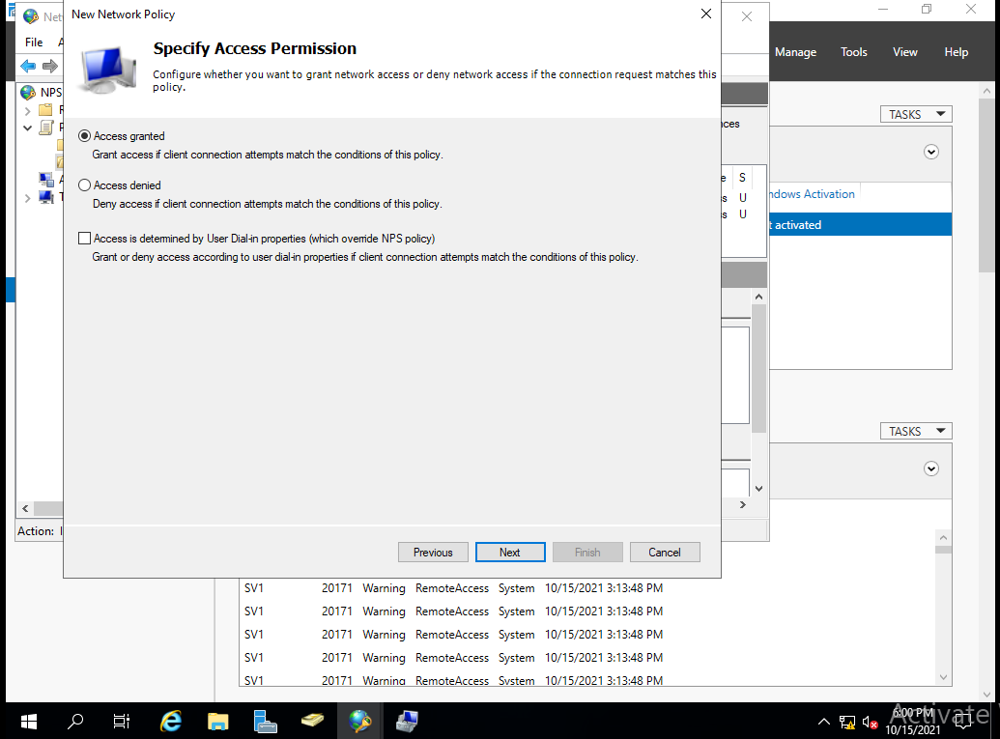 New Network Policy
Specify Access Permission
Configure whether you want to grant network access or deny network access if the connection request matches this
policy.
Access granted
Grant access if client connection attempts match the conditions of this policy.
Access denied
Deny access if client connection attempts match the conditions of this policy.
Access is determined by User Dial-in properties (which override NPS policy)
Grant or deny access according to user dial-in properties if client connection attempts match the conditions of this policy.
Previous
Next
Finish
Cancel
Net
File
NPS
Action:
S
U
U
Manage
Tools
View
Help
TASKS
ndows Activation
t activated
TASKS
SV1 20171 Warning RemoteAccess System 10/15/2021 3:13:48 PM
SV1 20171 Warning RemoteAccess System 10/15/2021 3:13:48 PM
SV1 20171 Warning RemoteAccess System 10/15/2021 3:13:48 PM
SV1 20171 Warning RemoteAccess System 10/15/2021 3:13:48 PM
SV1 20171 Warning RemoteAccess System 10/15/2021 3:13:48 PM
Activate
6:00 PM
10/15/2021